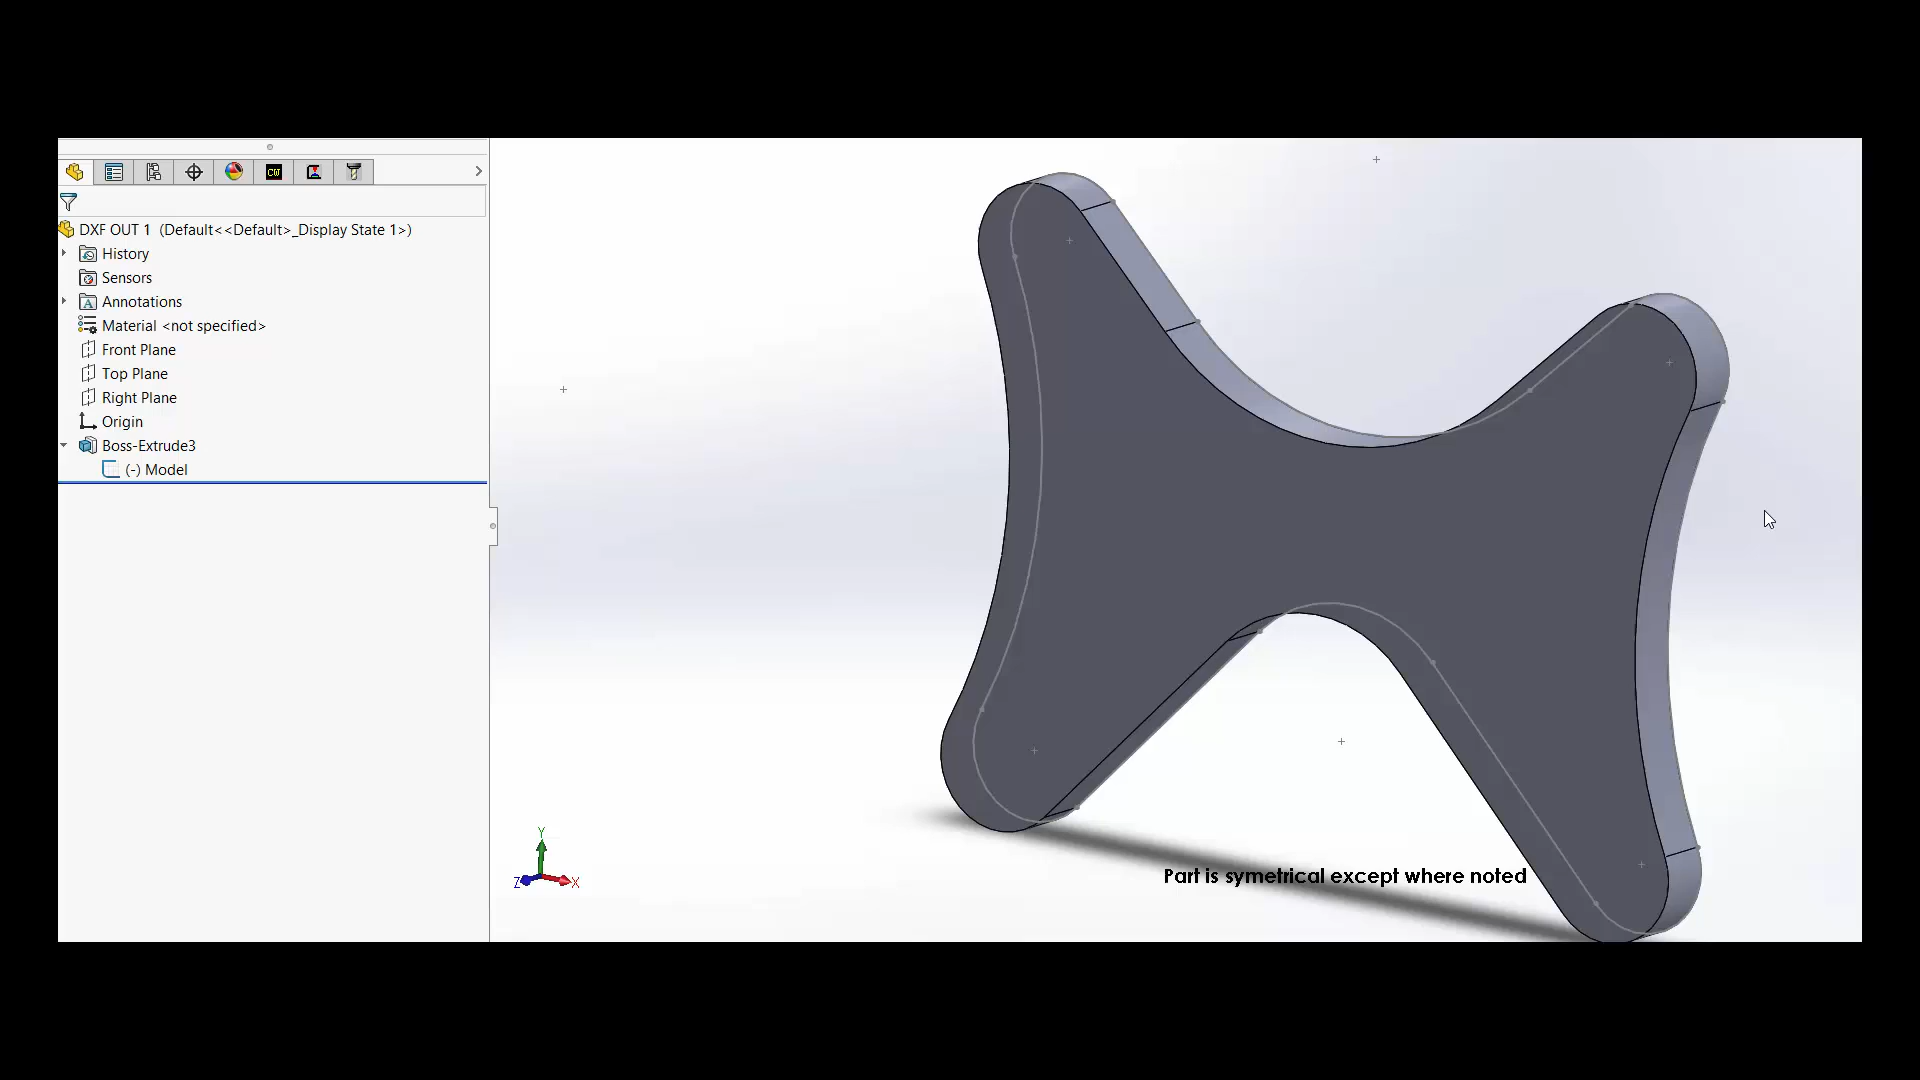 CW
DXF OUT 1 (Default<<Default>_Display State 1>)
History
Sensors
A Annotations
Material <not specified>
Front Plane
Top Plane
Right Plane
Origin
Boss-Extrude3
(-) Model
Y
Z X
Part is symetrical except where noted